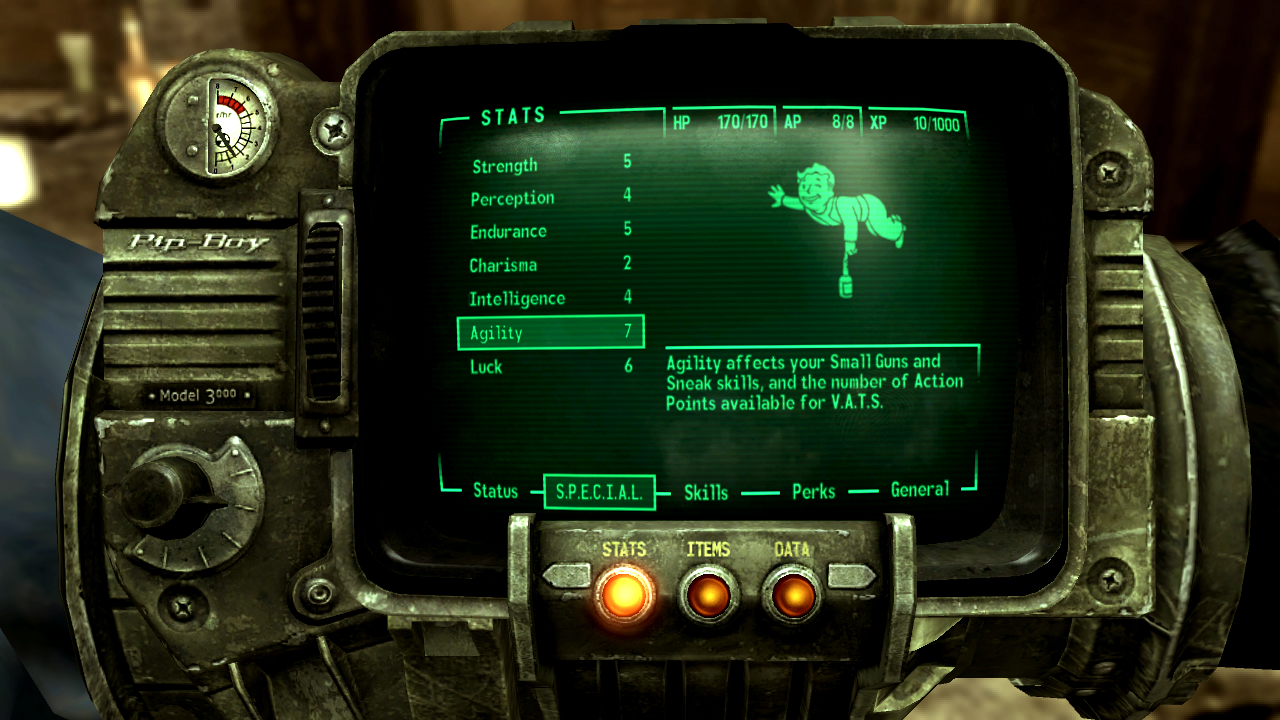 STATS HP 170/170 AP 8/8 XP 10/1000
r/hr
Strength 5
Perception 4
Endurance 5
Charisma 2
Intelligence 4
Agility 7
Luck 6
Pip-Boy
Model 3000
Agility affects your Small Guns and
Sneak skills, and the number of Action
Points available for V.A.T.S.
Status S.P.E.C.I.A.L. Skills Perks General
STATS ITEMS DATA